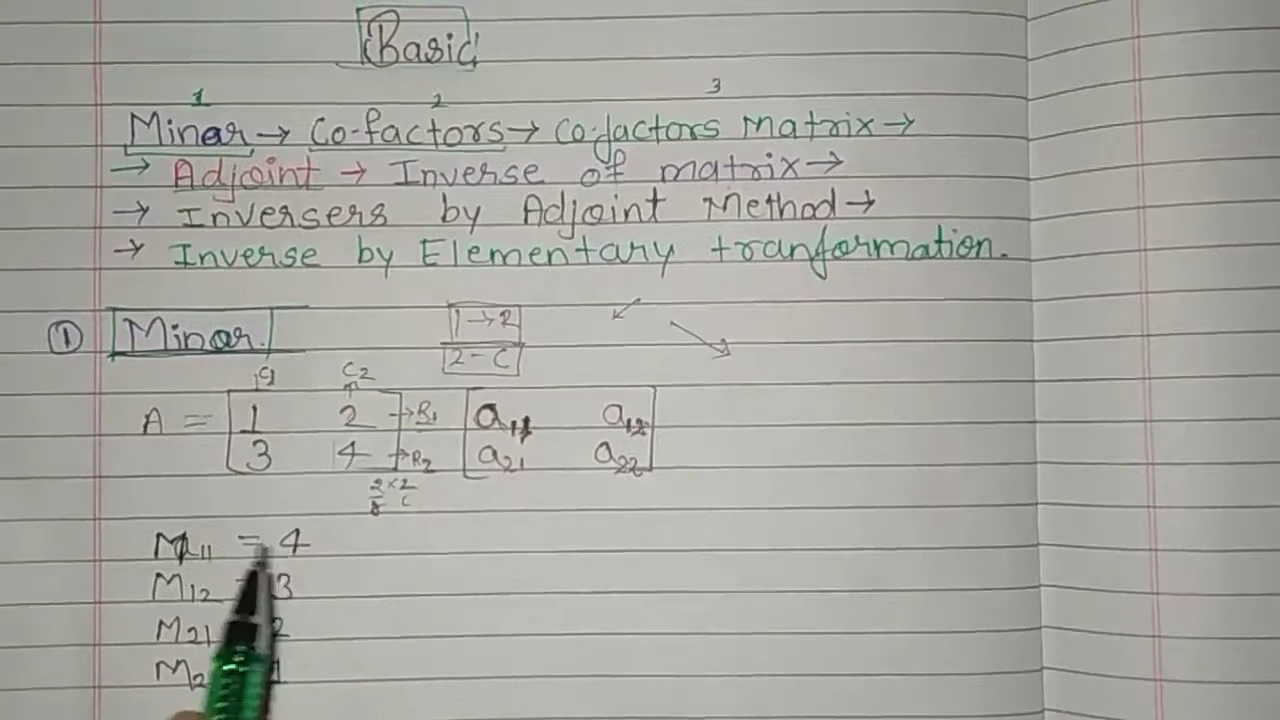 Basic
1 2 3
Minor → Co-factors → Co-factors Matrix →
→ Adjoint → Inverse of matrix →
→ Inversers by Adjoint Method →
→ Inverse by Elementary tranformation.
① Minor.
1 → R
2 - C
C1 C2
A = 1 2 → R1 a11 a12
3 4 → R2 a21 a22
2 × 2
M11 = 4
M12 3
M21 2
M2 1